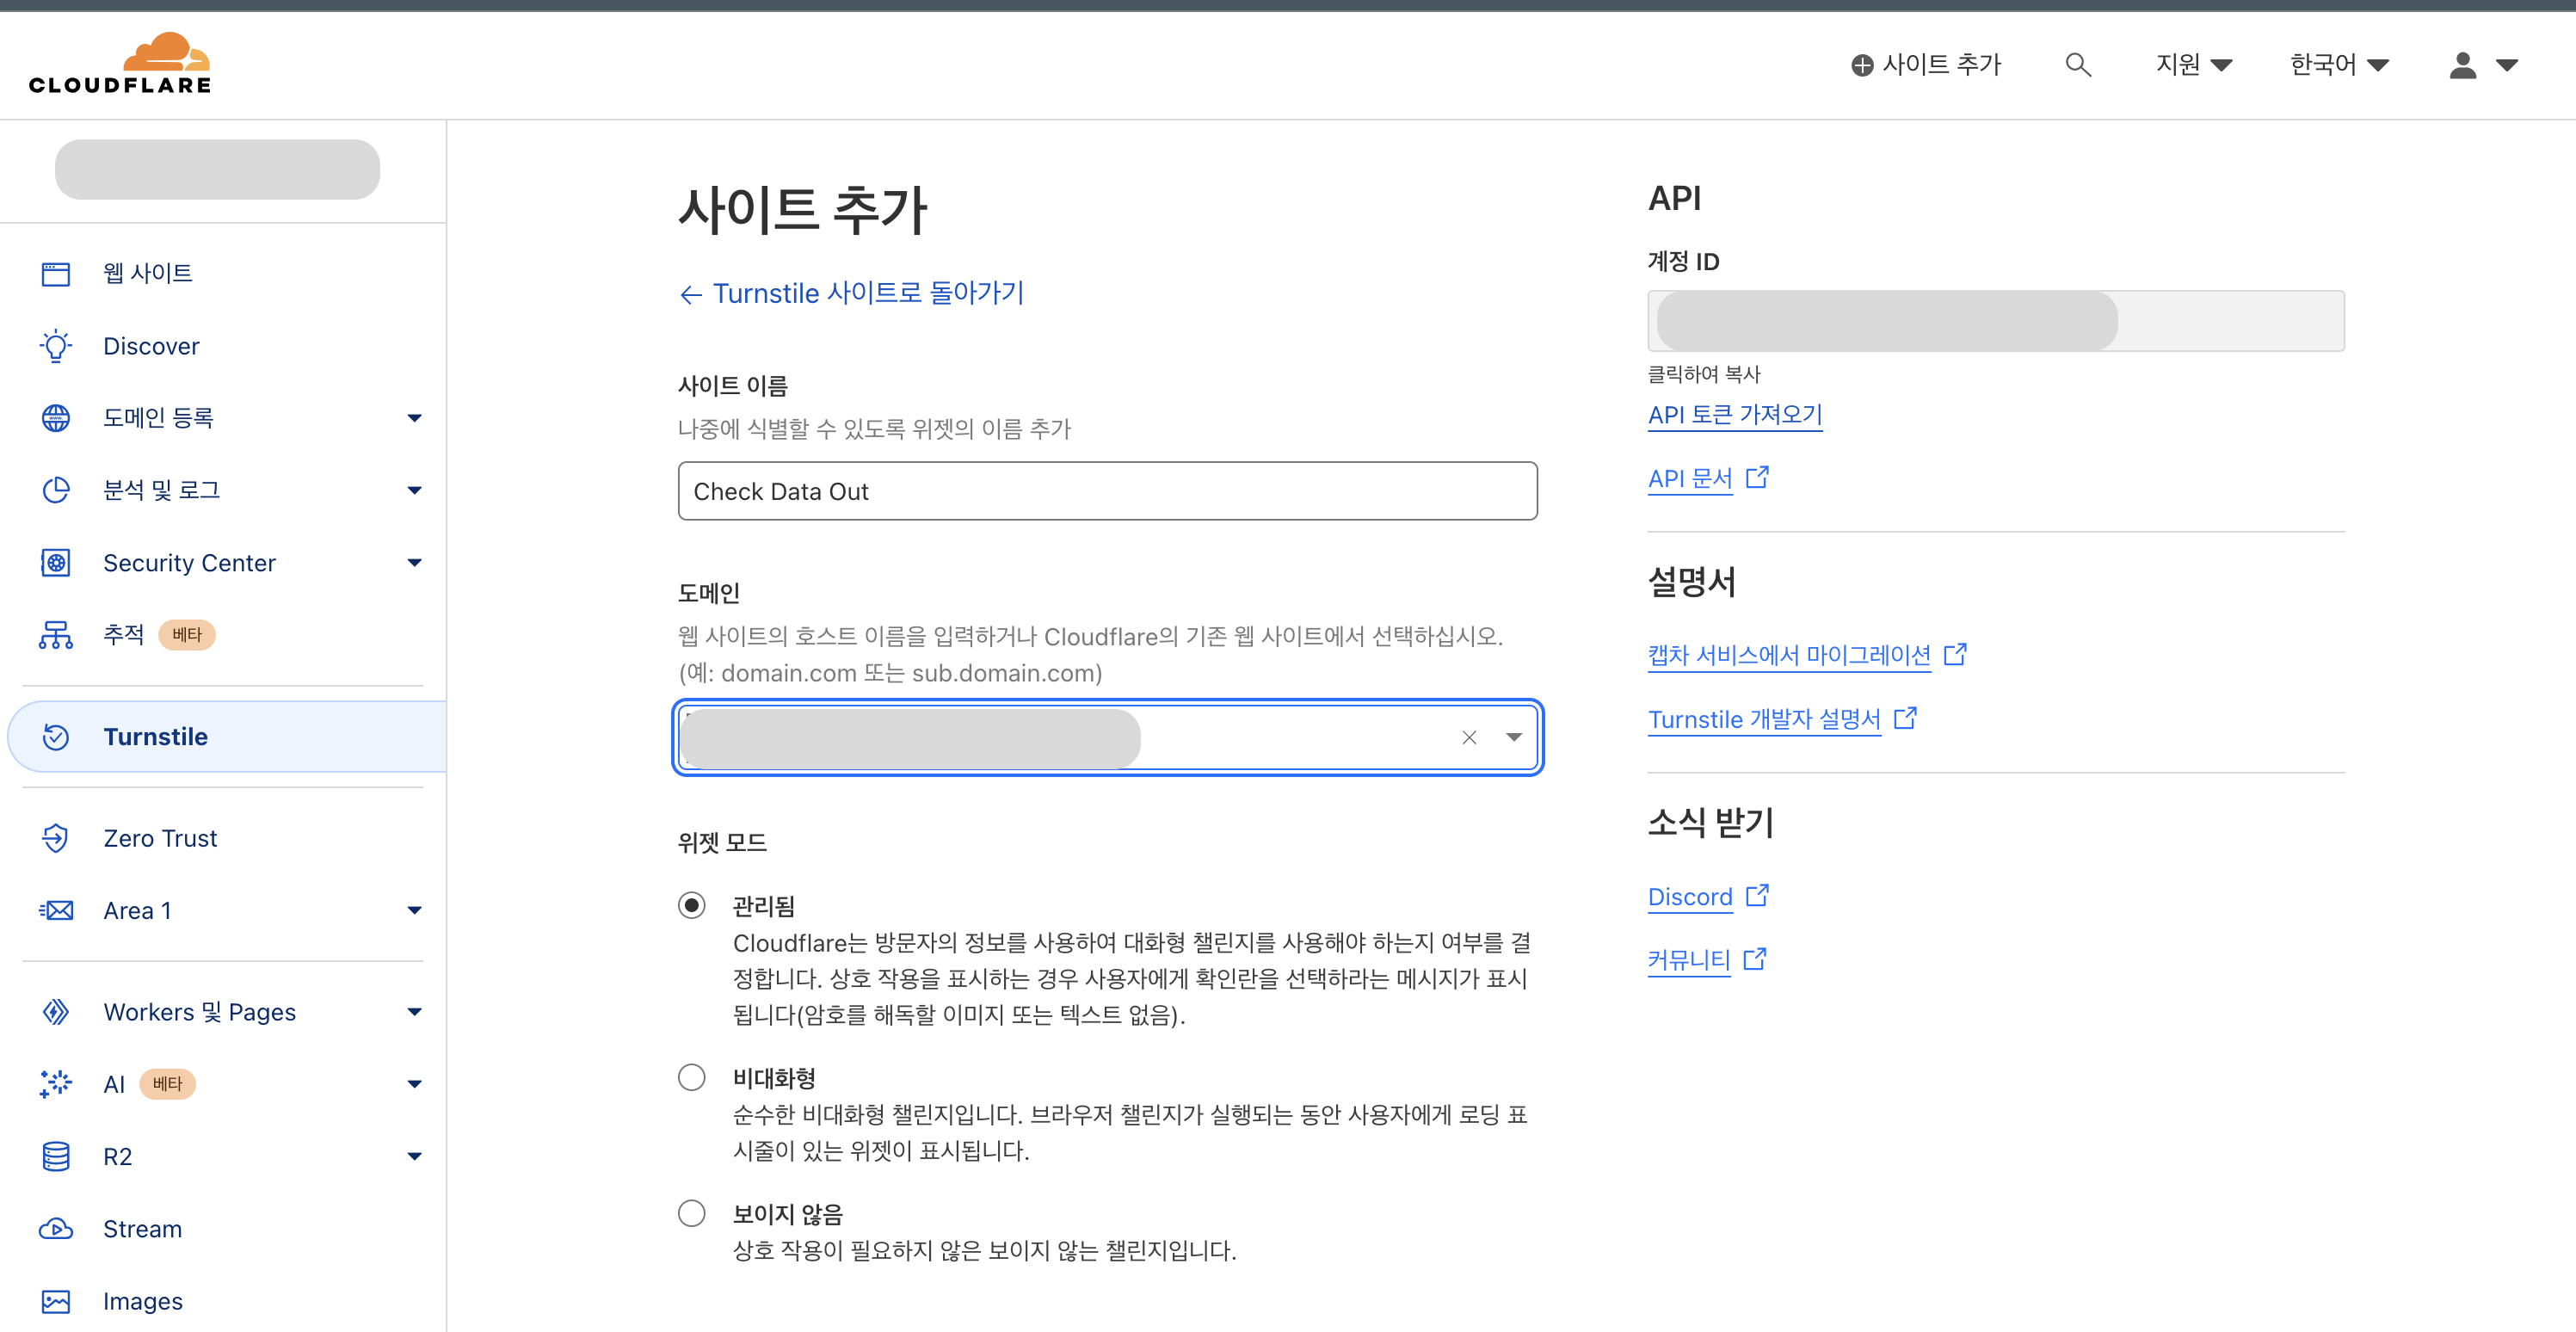 CLOUDFLARE
사이트 추가
지원
한국어
웹 사이트
Discover
도메인 등록
분석 및 로그
Security Center
추적 베타
Turnstile
Zero Trust
Area 1
Workers 및 Pages
AI 베타
R2
Stream
Images
사이트 추가
← Turnstile 사이트로 돌아가기
사이트 이름
나중에 식별할 수 있도록 위젯의 이름 추가
Check Data Out
도메인
웹 사이트의 호스트 이름을 입력하거나 Cloudflare의 기존 웹 사이트에서 선택하십시오.
(예: domain.com 또는 sub.domain.com)
위젯 모드
관리됨
Cloudflare는 방문자의 정보를 사용하여 대화형 챌린지를 사용해야 하는지 여부를 결
정합니다. 상호 작용을 표시하는 경우 사용자에게 확인란을 선택하라는 메시지가 표시
됩니다(암호를 해독할 이미지 또는 텍스트 없음).
비대화형
순수한 비대화형 챌린지입니다. 브라우저 챌린지가 실행되는 동안 사용자에게 로딩 표
시줄이 있는 위젯이 표시됩니다.
보이지 않음
상호 작용이 필요하지 않은 보이지 않는 챌린지입니다.
API
계정 ID
클릭하여 복사
API 토큰 가져오기
API 문서
설명서
캡차 서비스에서 마이그레이션
Turnstile 개발자 설명서
소식 받기
Discord
커뮤니티